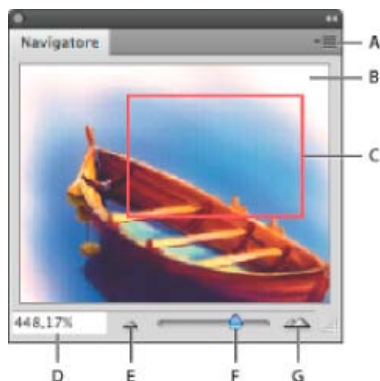 Navigatore
A
B
C
448,17%
D E F G